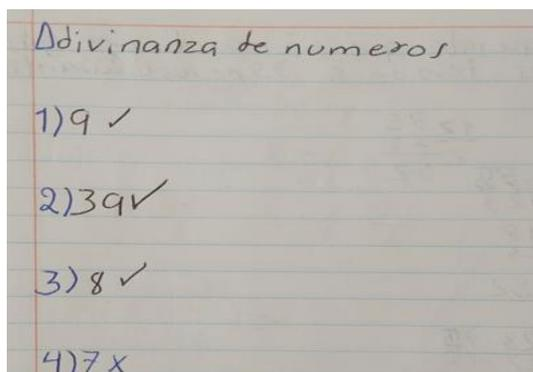 Adivinanza de numeros
1) 9 ✓
2) 39 ✓
3) 8 ✓
4) 7 x